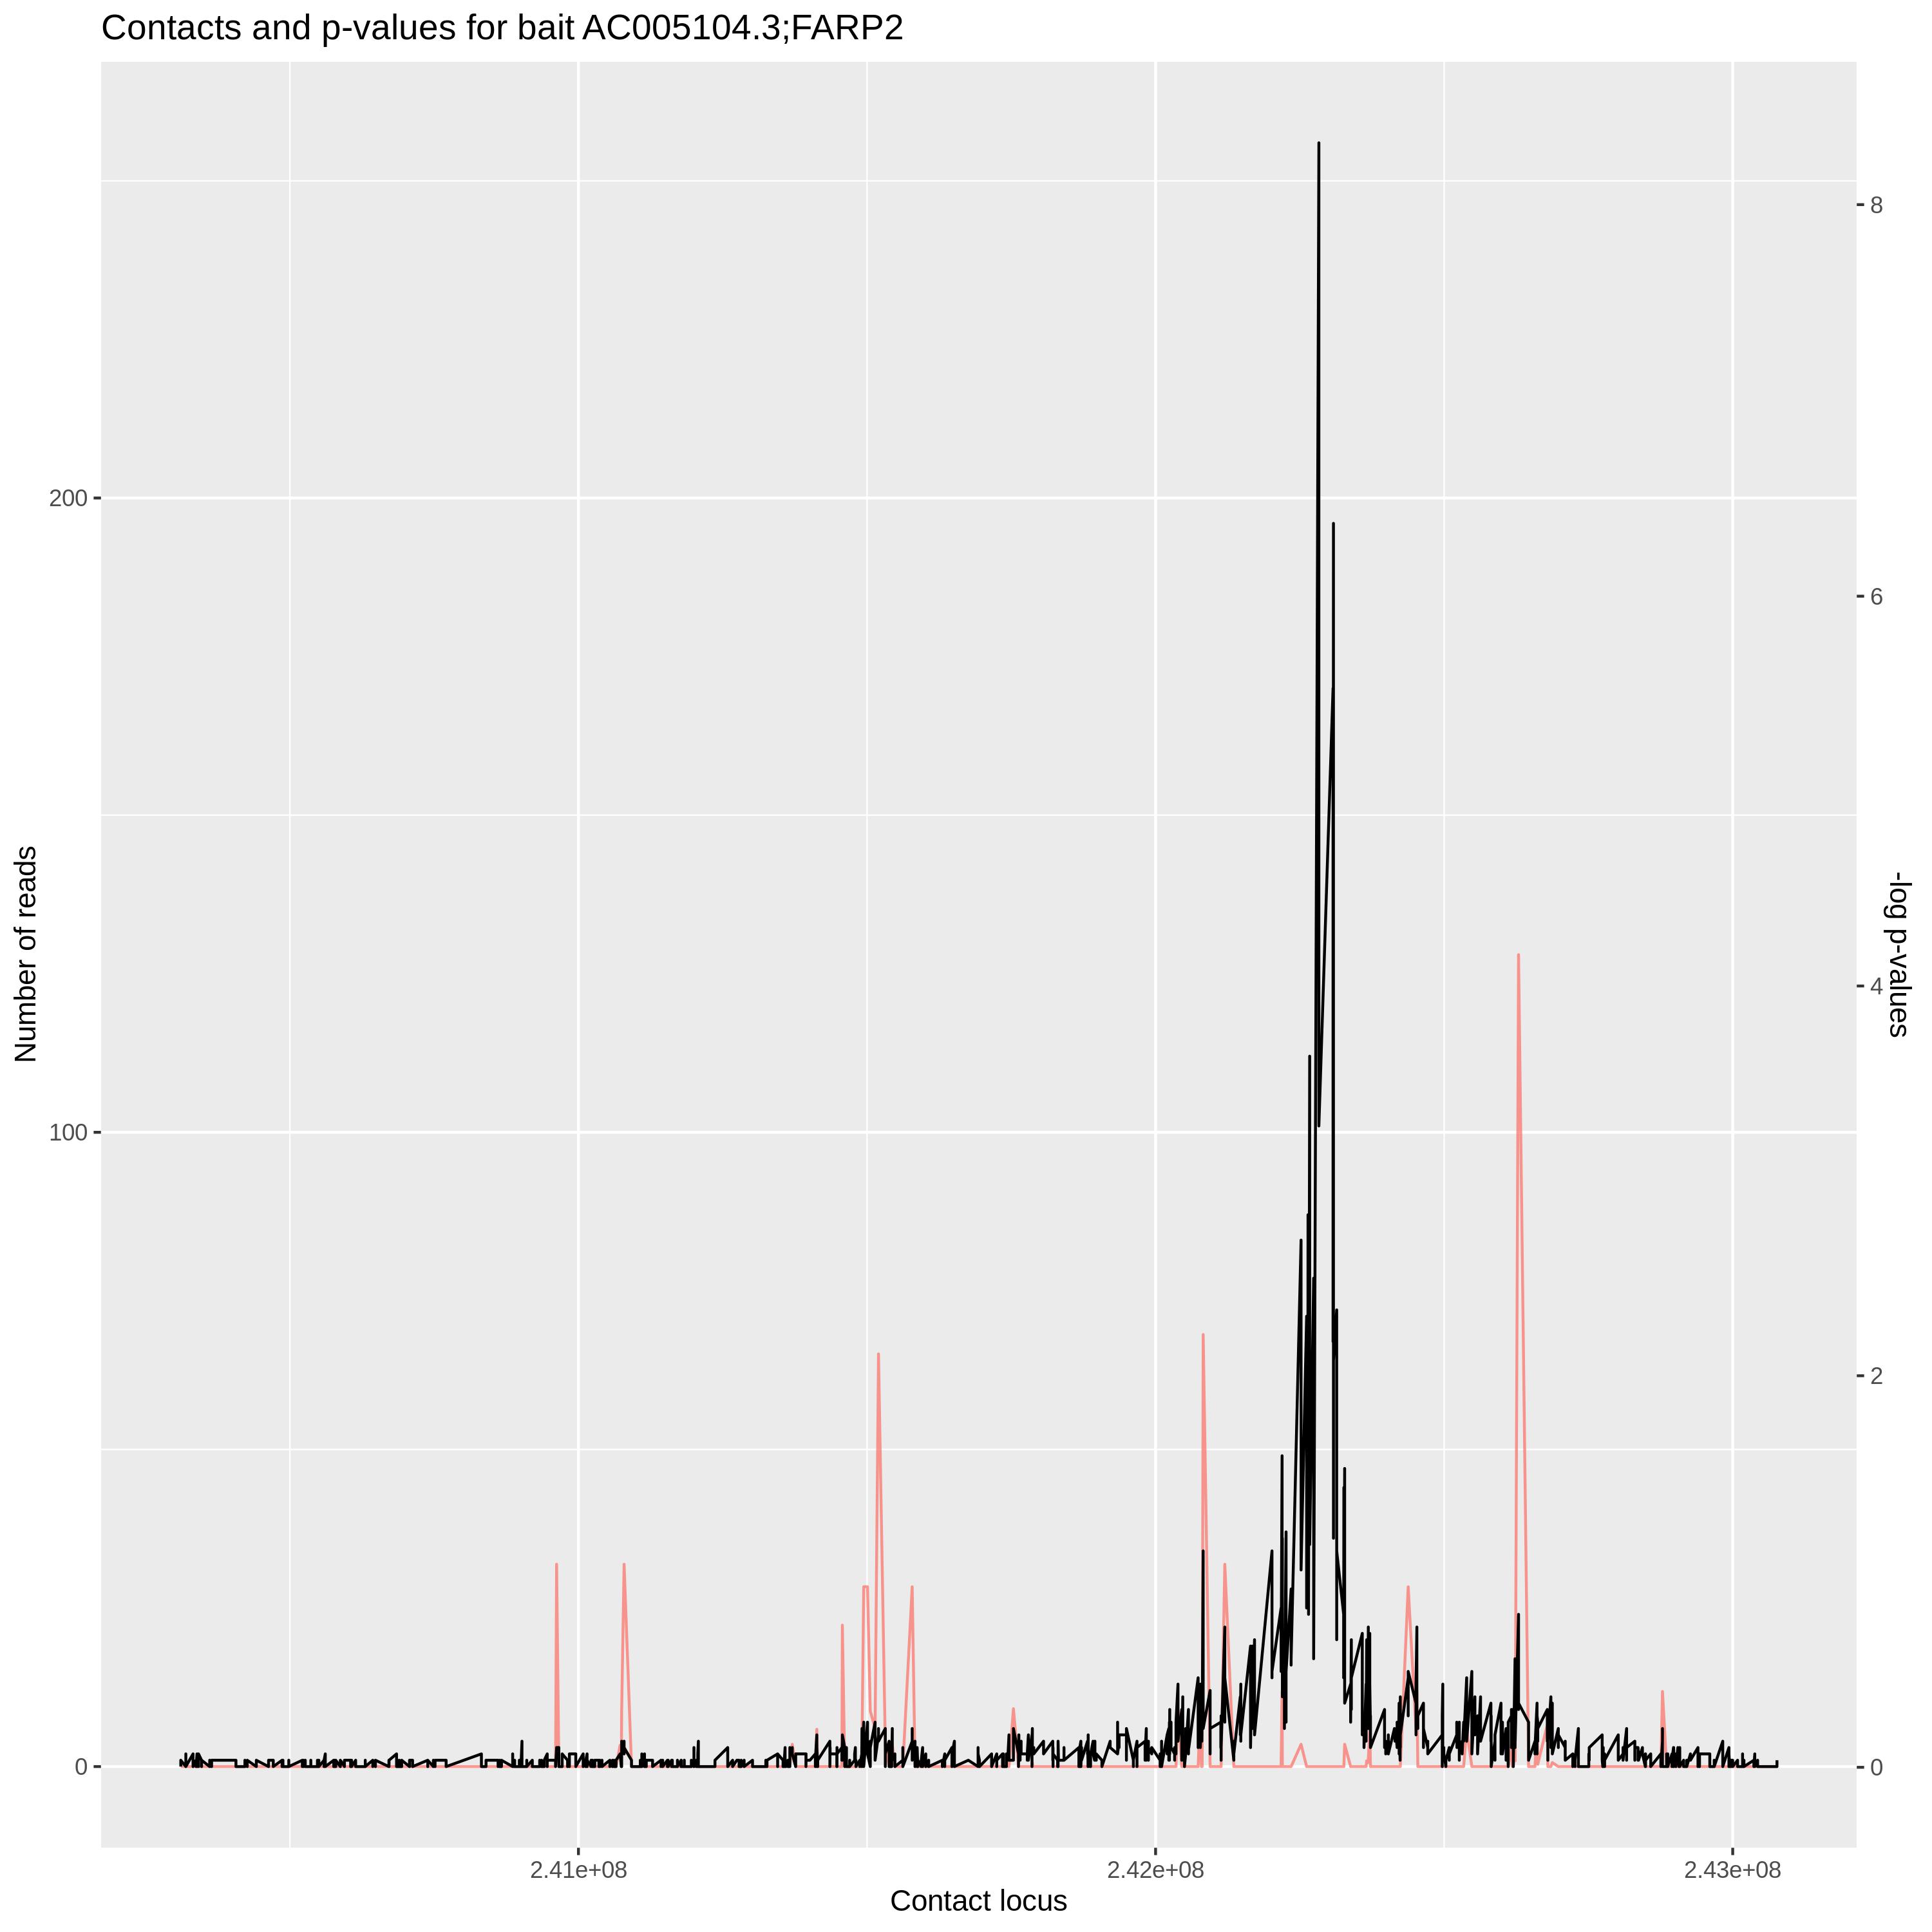 Contacts and p-values for bait AC005104.3;FARP2
Number of reads
200
100
0
8
6
4
2
0
-log p-values
2.41e+08 2.42e+08 2.43e+08
Contact locus